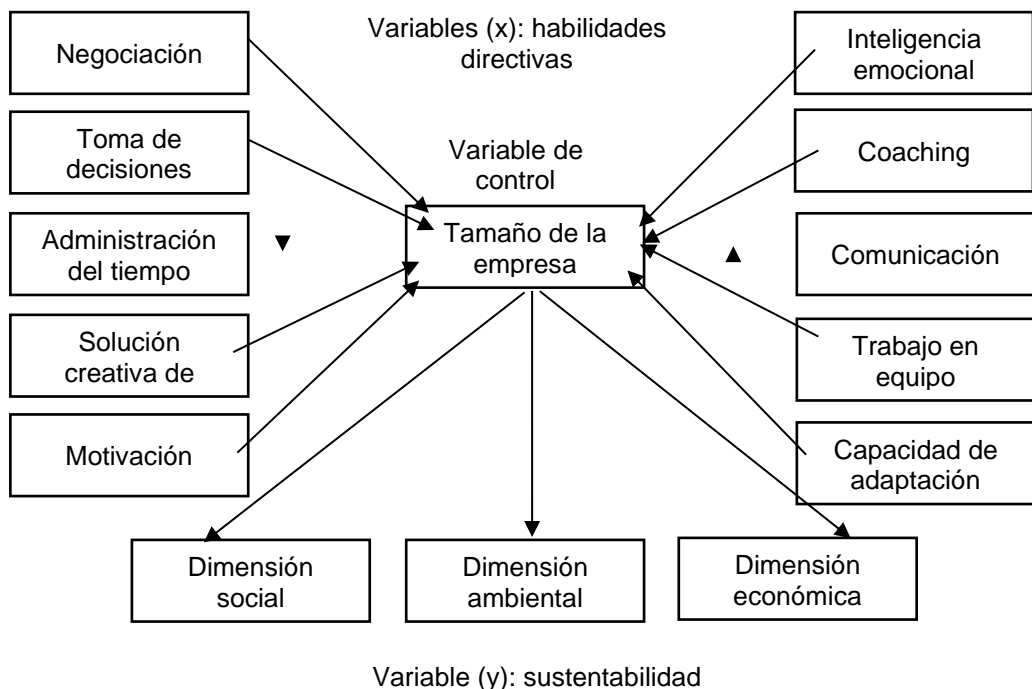 Variables (x): habilidades
directivas
Negociación
Toma de
decisiones
Administración
del tiempo
Solución
creativa de
Motivación
Variable de
control
Tamaño de la
empresa
Inteligencia
emocional
Coaching
Comunicación
Trabajo en
equipo
Capacidad de
adaptación
Dimensión
social
Dimensión
ambiental
Dimensión
económica
Variable (y): sustentabilidad